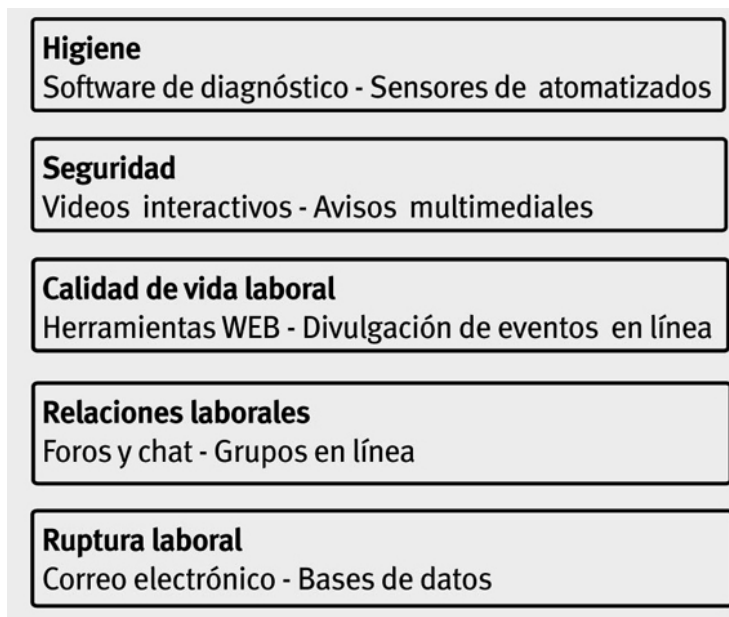 Higiene
Software de diagnóstico - Sensores de atomatizados
Seguridad
Videos interactivos - Avisos multimediales
Calidad de vida laboral
Herramientas WEB - Divulgación de eventos en línea
Relaciones laborales
Foros y chat - Grupos en línea
Ruptura laboral
Correo electrónico - Bases de datos